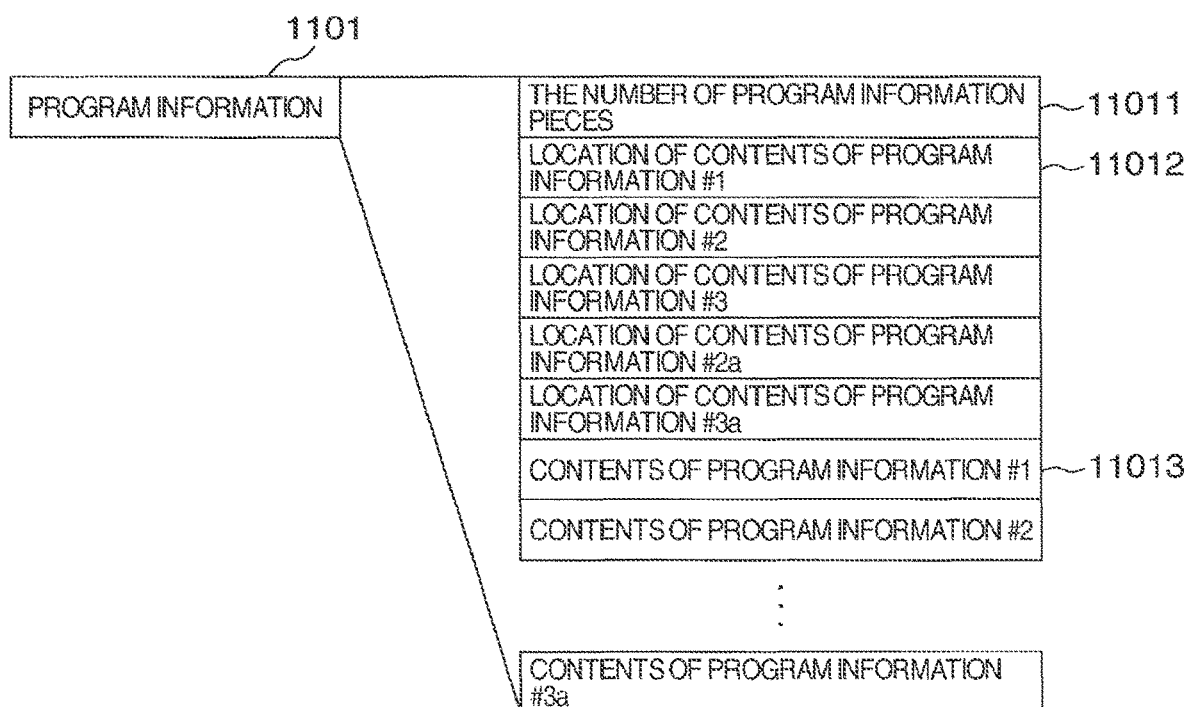 1101
PROGRAM INFORMATION
THE NUMBER OF PROGRAM INFORMATION
PIECES
11011
LOCATION OF CONTENTS OF PROGRAM
INFORMATION #1
11012
LOCATION OF CONTENTS OF PROGRAM
INFORMATION #2
LOCATION OF CONTENTS OF PROGRAM
INFORMATION #3
LOCATION OF CONTENTS OF PROGRAM
INFORMATION #2a
LOCATION OF CONTENTS OF PROGRAM
INFORMATION #3a
CONTENTS OF PROGRAM INFORMATION #1
11013
CONTENTS OF PROGRAM INFORMATION #2
CONTENTS OF PROGRAM INFORMATION
#3a